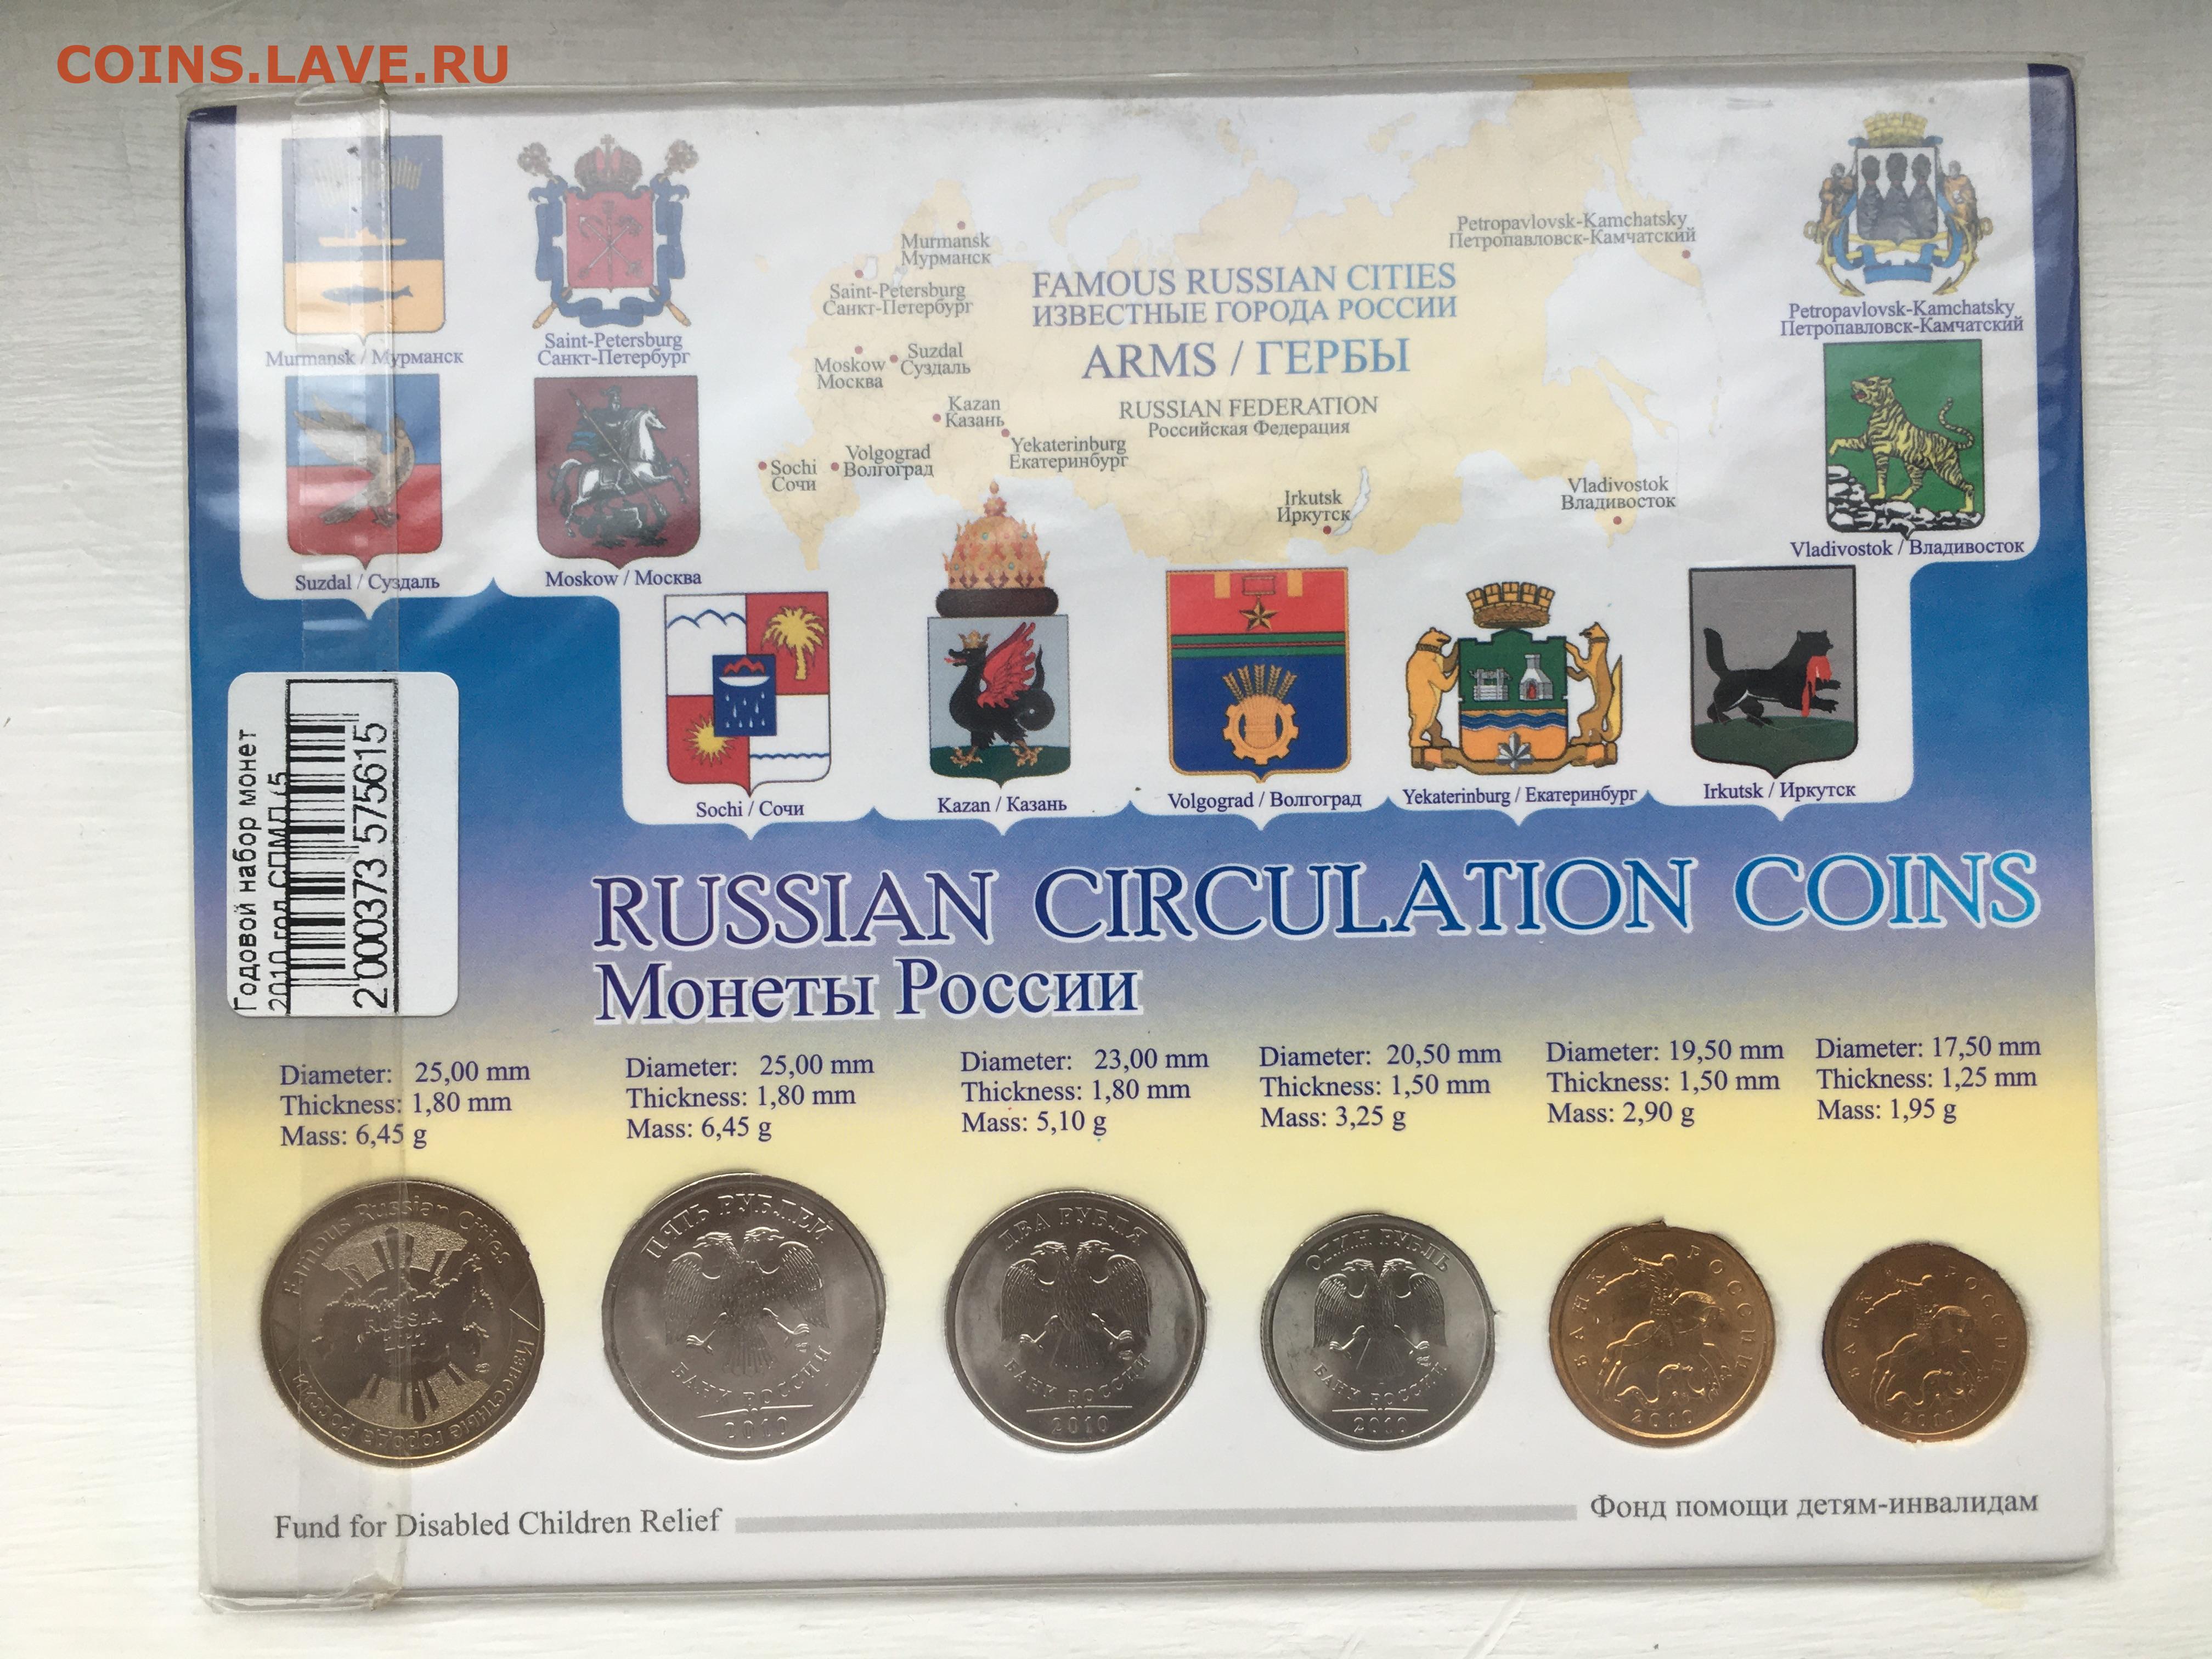 COINS.LAVE.RU
Murmansk / Мурманск
Saint-Petersburg
Санкт-Петербург
Suzdal / Суздаль
Moskow / Москва
Murmansk
Мурманск
Saint-Petersburg
Санкт-Петербург
Moskow
Москва
Suzdal
Суздаль
Kazan
Казань
Volgograd
Волгоград
Sochi
Сочи
Yekaterinburg
Екатеринбург
FAMOUS RUSSIAN CITIES
ИЗВЕСТНЫЕ ГОРОДА РОССИИ
ARMS / ГЕРБЫ
RUSSIAN FEDERATION
Российская Федерация
Irkutsk
Иркутск
Petropavlovsk-Kamchatsky
Петропавловск-Камчатский
Vladivostok
Владивосток
Petropavlovsk-Kamchatsky
Петропавловск-Камчатский
Vladivostok / Владивосток
Sochi / Сочи
Kazan / Казань
Volgograd / Волгоград
Yekaterinburg / Екатеринбург
Irkutsk / Иркутск
Годовой набор монет
2010 год СПМД (5
2 000373 575615
RUSSIAN CIRCULATION COINS
Монеты России
Diameter: 25,00 mm
Thickness: 1,80 mm
Mass: 6,45 g
Diameter: 25,00 mm
Thickness: 1,80 mm
Mass: 6,45 g
Diameter: 23,00 mm
Thickness: 1,80 mm
Mass: 5,10 g
Diameter: 20,50 mm
Thickness: 1,50 mm
Mass: 3,25 g
Diameter: 19,50 mm
Thickness: 1,50 mm
Mass: 2,90 g
Diameter: 17,50 mm
Thickness: 1,25 mm
Mass: 1,95 g
Famous Russian Cities
RUSSIA
Известные города России
ПЯТЬ РУБЛЕЙ
БАНК РОССИИ
2010
ДВА РУБЛЯ
БАНК РОССИИ
2010
ОДИН РУБЛЬ
БАНК РОССИИ
2010
БАНК РОССИИ
2010
БАНК РОССИИ
2010
Fund for Disabled Children Relief
Фонд помощи детям-инвалидам